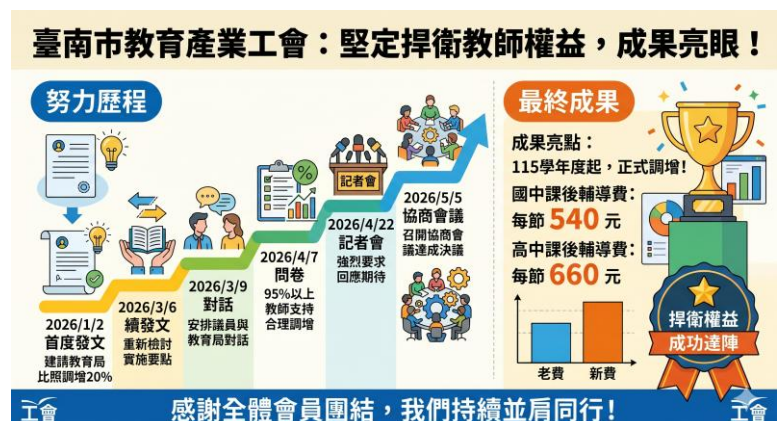 臺南市教育產業工會：堅定捍衛教師權益，成果亮眼！
努力歷程
2026/1/2
首度發文
建請教育局
比照調增20%
2026/3/6
續發文
重新檢討
實施要點
2026/3/9
對話
安排議員與
教育局對話
%
2026/4/7
問卷
95%以上
教師支持
合理調增
記者會
2026/4/22
記者會
強烈要求
回應期待
2026/5/5
協商會議
召開協商會
議達成決議
最終成果
成果亮點：
115學年度起，正式調增！
國中課後輔導費：
每節 540 元
高中課後輔導費：
每節 660 元
老費
新費
捍衛權益
成功達陣
工會
感謝全體會員團結，我們持續並肩同行！
工會